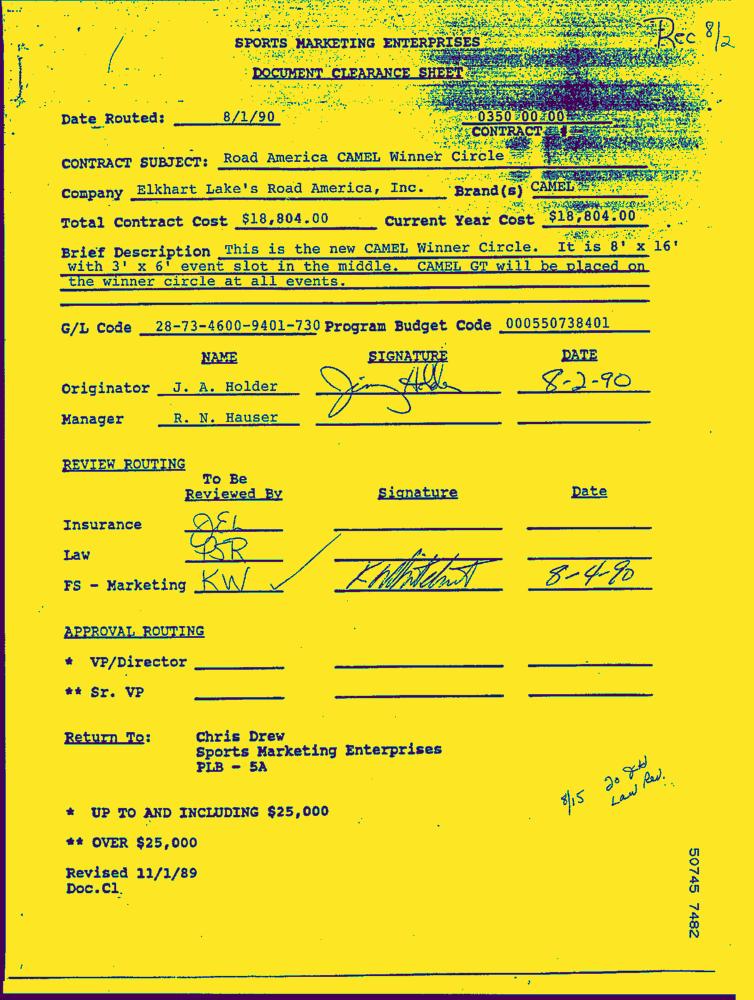 Rec 8/2
SPORTS MARKETING ENTERPRISES
DOCUMENT CLEARANCE SHEET
Date Routed: 8/1/90 0350 00 00
CONTRACT #
CONTRACT SUBJECT: Road America CAMEL Winner Circle
Company Elkhart Lake's Road America, Inc. Brand(s) CAMEL
Total Contract Cost $18,804.00 Current Year Cost $18,804.00
Brief Description This is the new CAMEL Winner Circle. It is 8' x 16'
with 3' x 6' event slot in the middle. CAMEL GT will be placed on
the winner circle at all events.
G/L Code 28-73-4600-9401-730 Program Budget Code 000550738401
NAME SIGNATURE DATE
Originator J. A. Holder Jim Holder 8-2-90
Manager R. N. Hauser
REVIEW ROUTING
To Be
Reviewed By Signature Date
Insurance JEL
Law BR
FS - Marketing KW 8-4-90
APPROVAL ROUTING
* VP/Director
** Sr. VP
Return To: Chris Drew
Sports Marketing Enterprises
PLB - 5A
8/15 Law Rev.
* UP TO AND INCLUDING $25,000
** OVER $25,000
Revised 11/1/89
Doc.Cl.
50745 7482